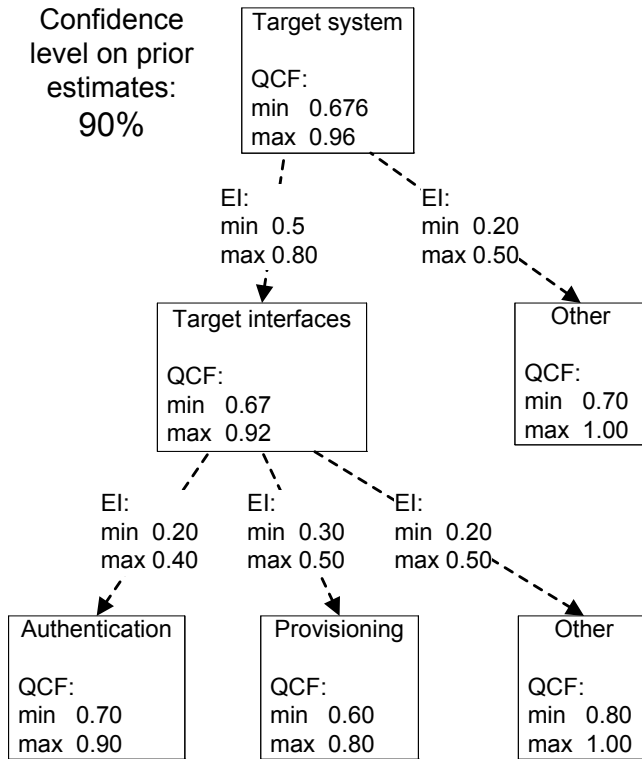 Confidence
level on prior
estimates:
90%
Target system
QCF:
min 0.676
max 0.96
EI:
min 0.5
max 0.80
EI:
min 0.20
max 0.50
Target interfaces
QCF:
min 0.67
max 0.92
Other
QCF:
min 0.70
max 1.00
EI:
min 0.20
max 0.40
EI:
min 0.30
max 0.50
EI:
min 0.20
max 0.50
Authentication
QCF:
min 0.70
max 0.90
Provisioning
QCF:
min 0.60
max 0.80
Other
QCF:
min 0.80
max 1.00